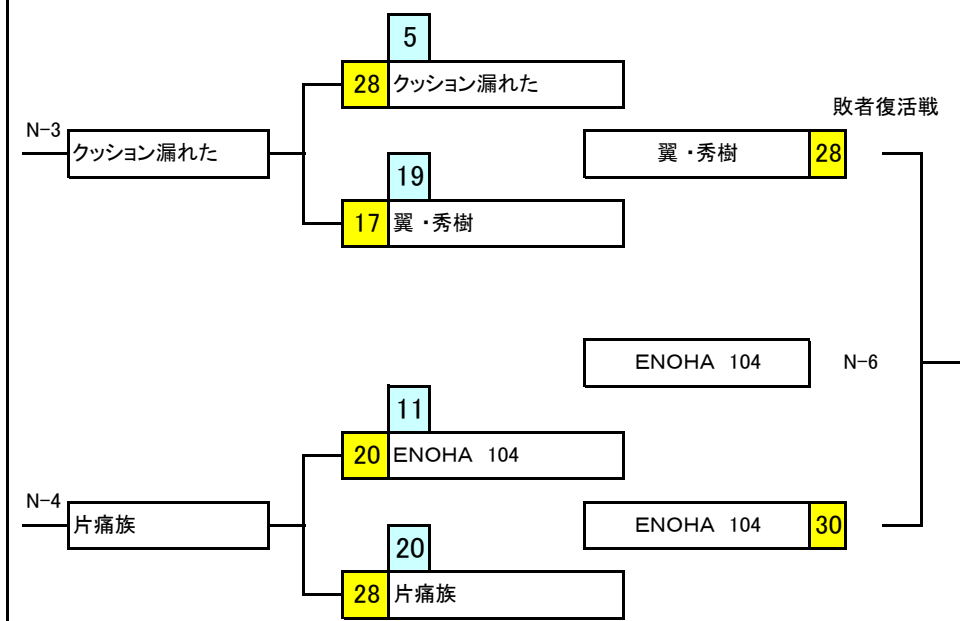 5
28 クッション漏れた
敗者復活戦
N-3
クッション漏れた
翼 ・秀樹 28
19
17 翼 ・秀樹
ENOHA 104
N-6
11
20 ENOHA 104
N-4
片痛族
ENOHA 104 30
20
28 片痛族